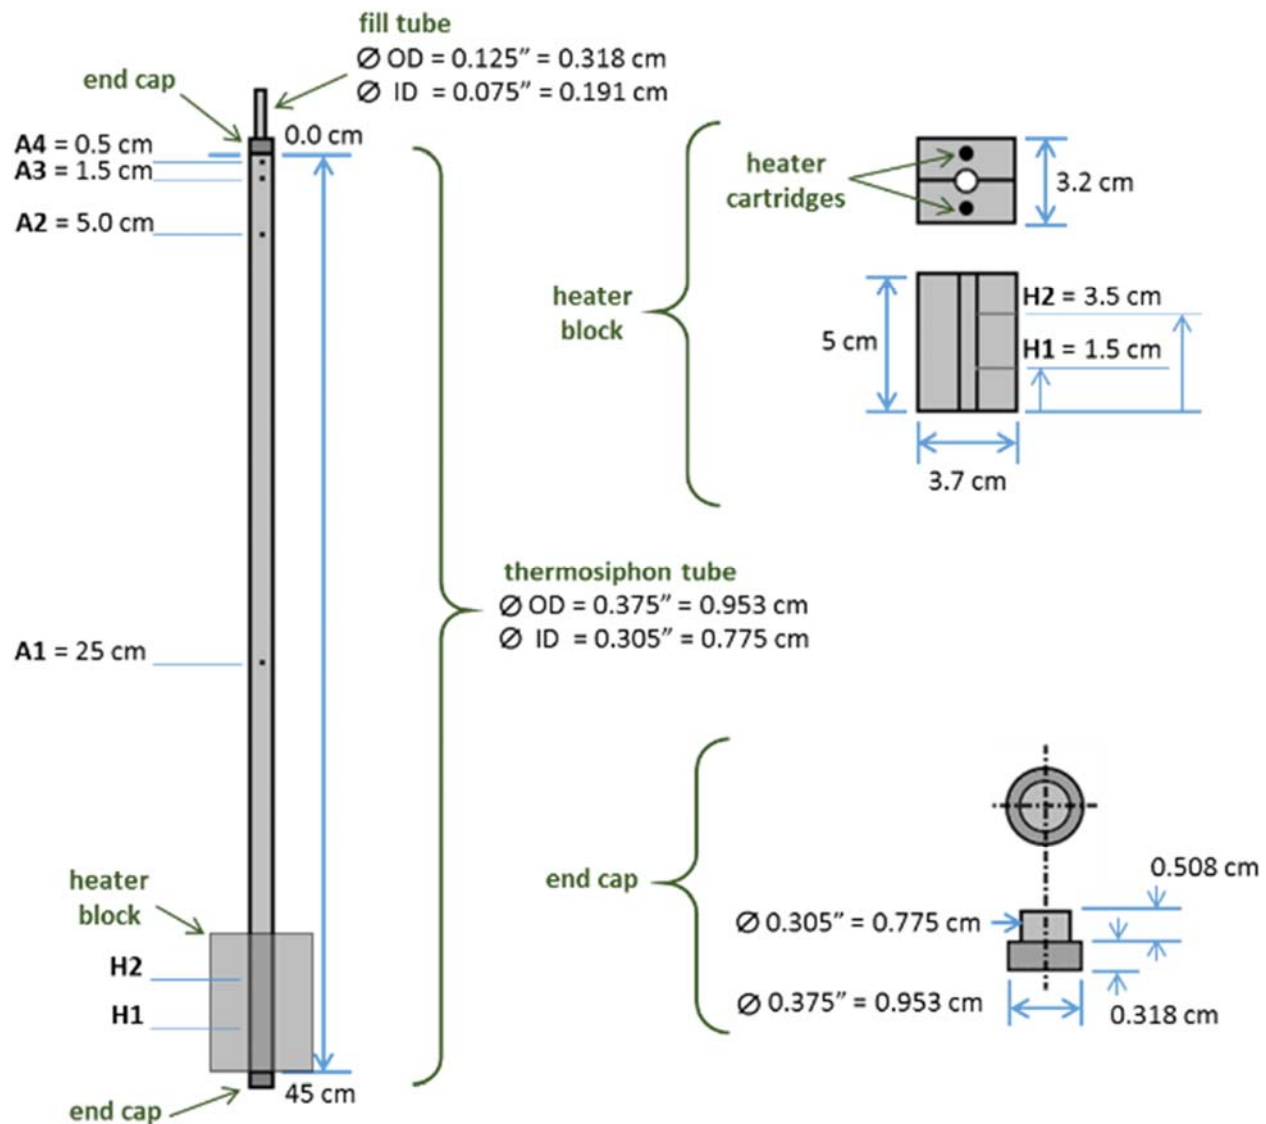 fill tube
∅ OD = 0.125″ = 0.318 cm
∅ ID = 0.075″ = 0.191 cm
end cap
0.0 cm
A4 = 0.5 cm
A3 = 1.5 cm
A2 = 5.0 cm
A1 = 25 cm
heater
block
H2
H1
45 cm
end cap
thermosiphon tube
∅ OD = 0.375″ = 0.953 cm
∅ ID = 0.305″ = 0.775 cm
heater
block
heater
cartridges
3.2 cm
5 cm
H2 = 3.5 cm
H1 = 1.5 cm
3.7 cm
end cap
0.508 cm
∅ 0.305″ = 0.775 cm
∅ 0.375″ = 0.953 cm
0.318 cm